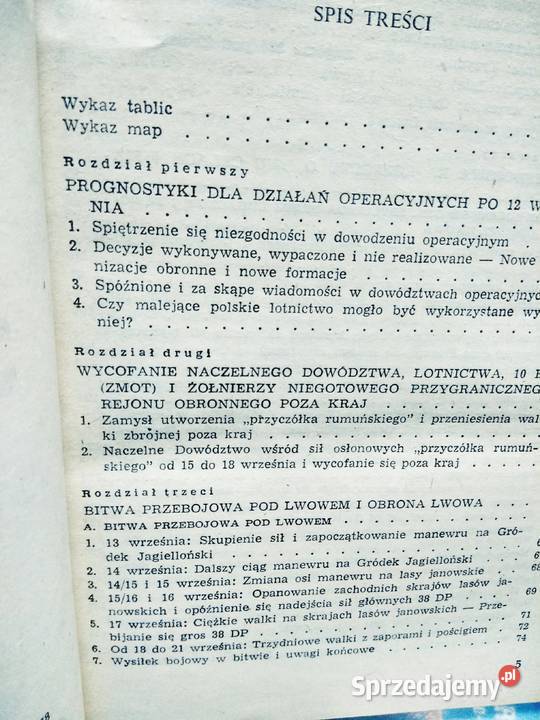 SPIS TREŚCI
Wykaz tablic
Wykaz map
Rozdział pierwszy
PROGNOSTYKI DLA DZIAŁAŃ OPERACYJNYCH PO 12 W
NIA
1. Spiętrzenie się niezgodności w dowodzeniu operacyjnym
2. Decyzje wykonywane, wypaczone i nie realizowane — Nowe
nizacje obronne i nowe formacje
3. Spóźnione i za skąpe wiadomości w dowództwach operacyjnyc
4. Czy malejące polskie lotnictwo mogło być wykorzystane wy
niej?
Rozdział drugi
WYCOFANIE NACZELNEGO DOWÓDZTWA, LOTNICTWA, 10
(ZMOT) I ŻOŁNIERZY NIEGOTOWEGO PRZYGRANICZNEG
REJONU OBRONNEGO POZA KRAJ
1. Zamysł utworzenia „przyczółka rumuńskiego" i przeniesienia wal-
ki zbrojnej poza kraj
2. Naczelne Dowództwo wśród sił osłonowych „przyczółka rumuń-
skiego" od 15 do 18 września i wycofanie się poza kraj
Rozdział trzeci
BITWA PRZEBOJOWA POD LWOWEM I OBRONA LWOWA
A. BITWA PRZEBOJOWA POD LWOWEM
1. 13 września: Skupienie sił i zapoczątkowanie manewru na Gró-
dek Jagielloński
2. 14 września: Dalszy ciąg manewru na Gródek Jagielloński
3. 14/15 i 15 września: Zmiana osi manewru na lasy janowskie 68
4. 15/16 i 16 września: Opanowanie zachodnich skrajów lasów ja-
nowskich i opóźnienie się nadejścia sił głównych 38 DP 69
5. 17 września: Ciężkie walki na skrajach lasów janowskich — Prze-
bijanie się gros 38 DP 71
6. Od 18 do 21 września: Trzydniowe walki z zaporami i pościgiem 72
7. Wysiłek bojowy w bitwie i uwagi końcowe 74
5
Sprzedajemy.pl